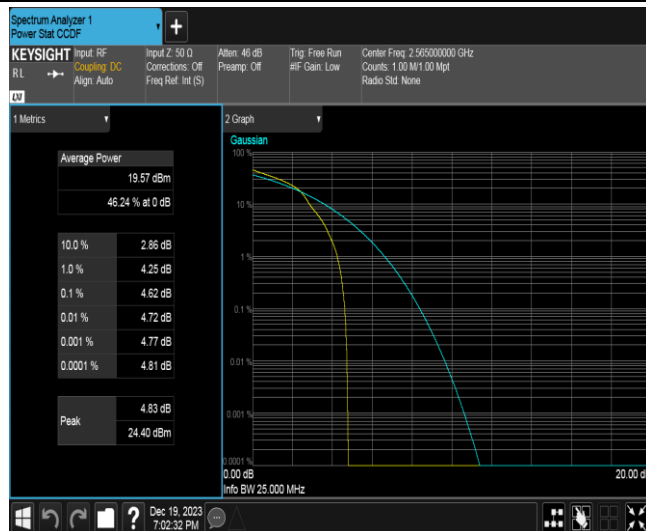 Spectrum Analyzer 1
Power Stat CCDF
+
KEYSIGHT
RL
LXI
Input: RF
Coupling: DC
Align: Auto
Input Z: 50 Ω
Corrections: Off
Freq Ref: Int (S)
Atten: 46 dB
Preamp: Off
Trig: Free Run
#IF Gain: Low
Center Freq: 2.565000000 GHz
Counts: 1.00 M/1.00 Mpt
Radio Std: None
1 Metrics
Average Power
19.57 dBm
46.24 % at 0 dB
10.0 % 2.86 dB
1.0 % 4.25 dB
0.1 % 4.62 dB
0.01 % 4.72 dB
0.001 % 4.77 dB
0.0001 % 4.81 dB
Peak
4.83 dB
24.40 dBm
2 Graph
Gaussian
100 %
10 %
1 %
0.1 %
0.01 %
0.001 %
0.0001 %
0.00 dB
20.00 d
Info BW 25.000 MHz
?
Dec 19, 2023
7:02:32 PM